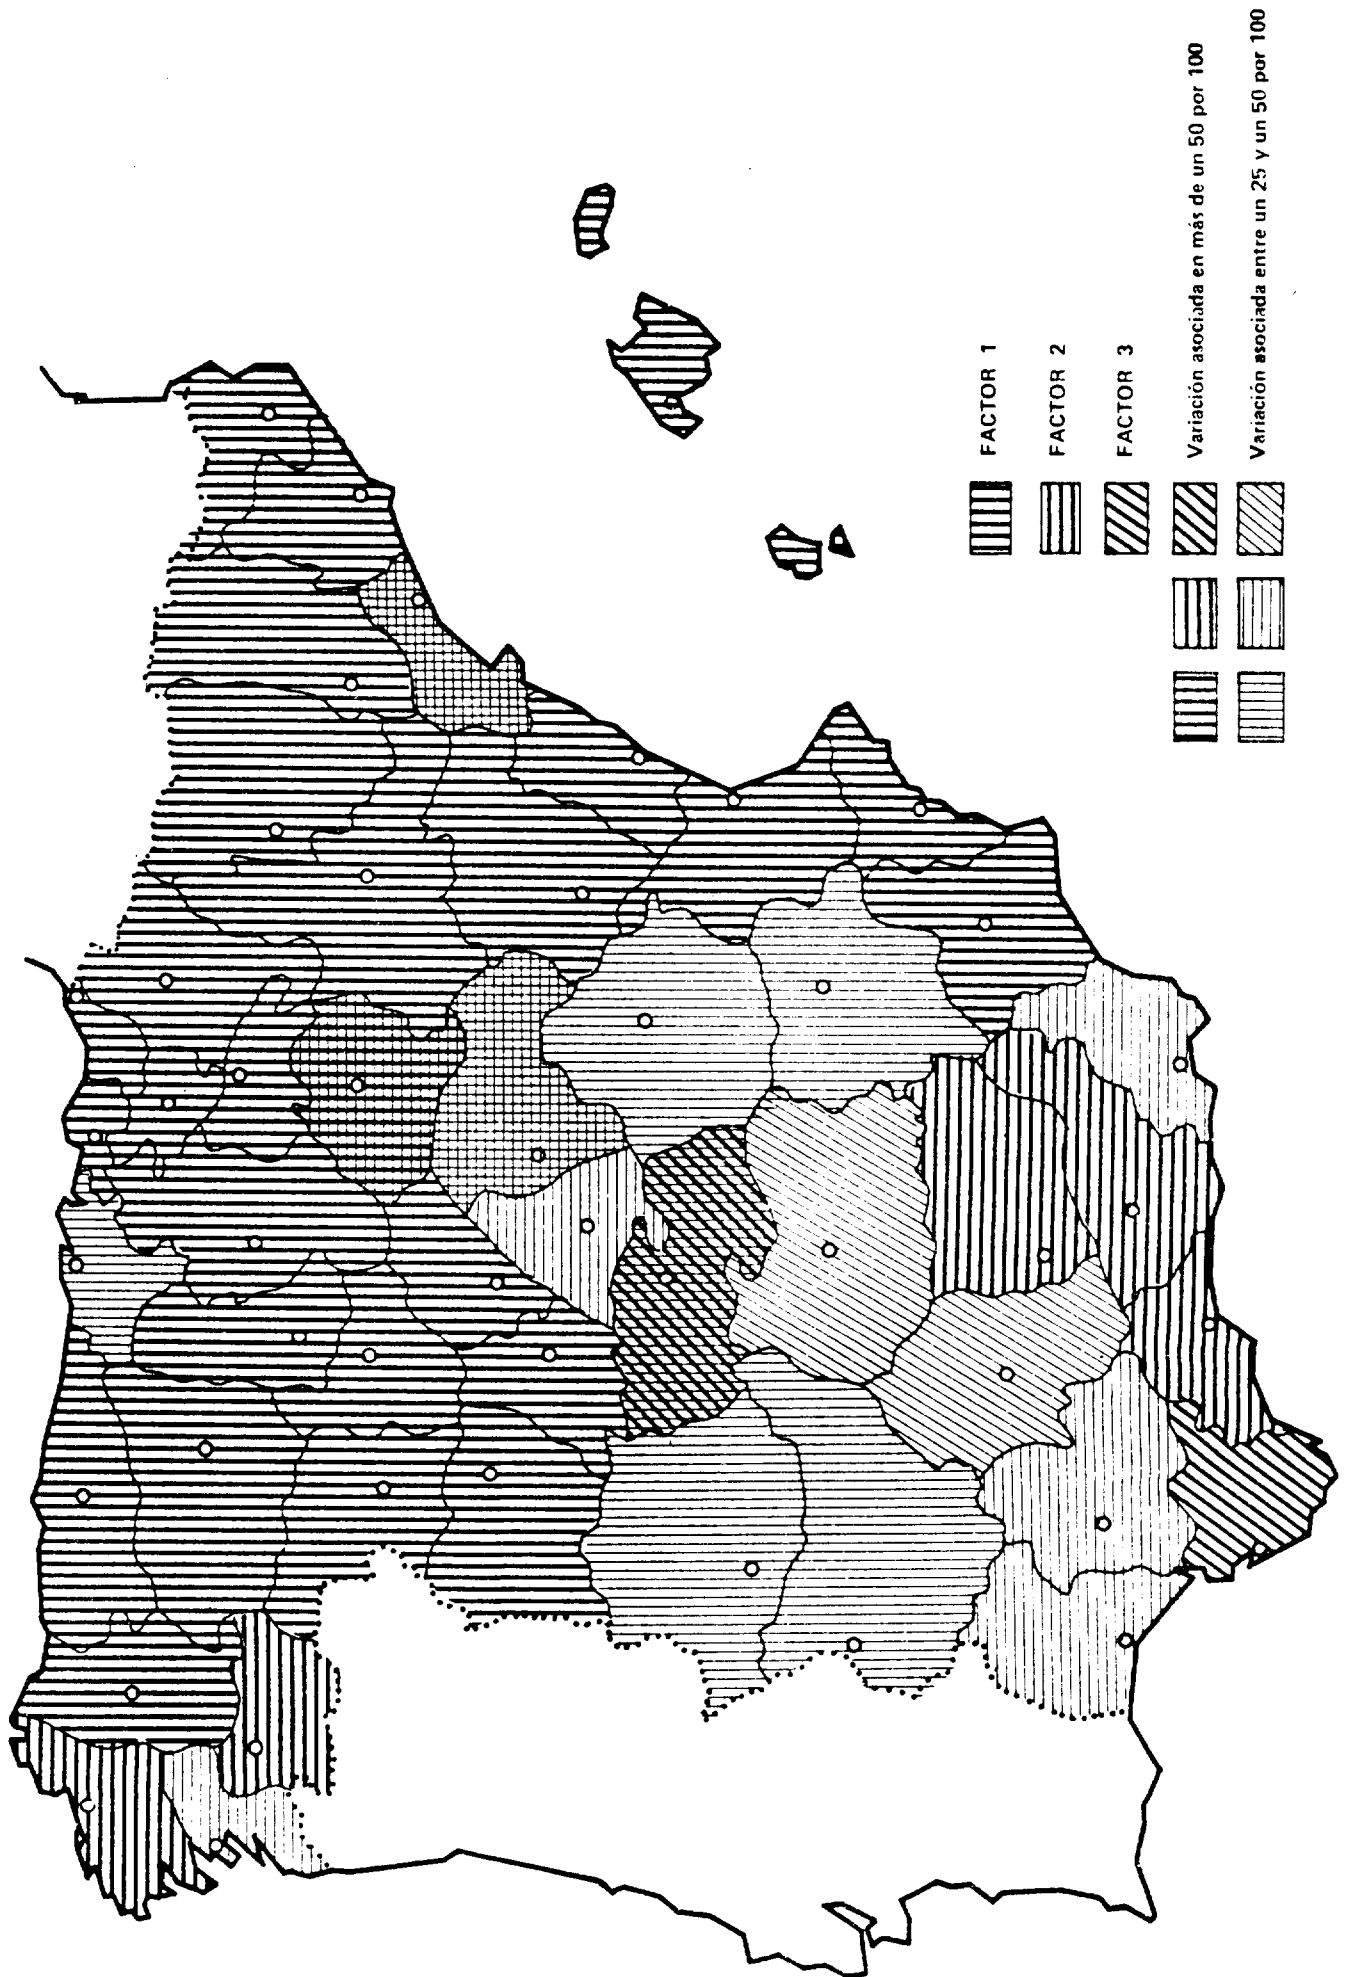 FACTOR 1
FACTOR 2
FACTOR 3
Variación asociada en más de un 50 por 100
Variación asociada entre un 25 y un 50 por 100